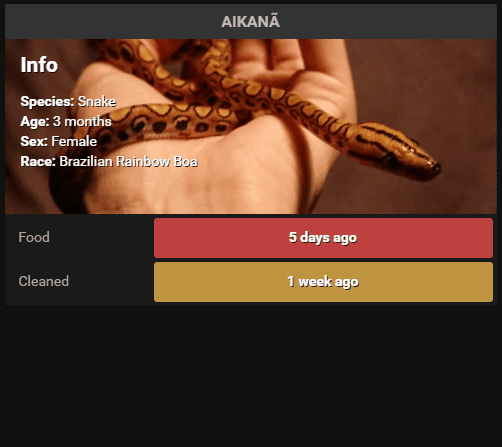 AIKANÃ
Info
Species: Snake
Age: 3 months
Sex: Female
Race: Brazilian Rainbow Boa
Food 5 days ago
Cleaned 1 week ago